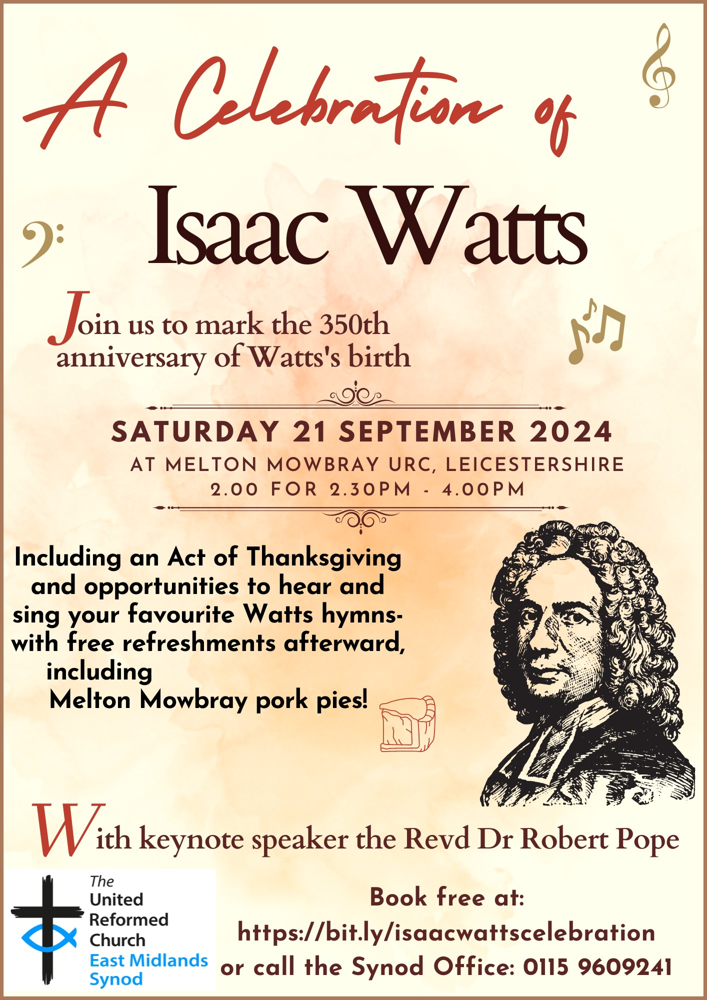 A Celebration of
Isaac Watts
Join us to mark the 350th
anniversary of Watts's birth
SATURDAY 21 SEPTEMBER 2024
AT MELTON MOWBRAY URC, LEICESTERSHIRE
2.00 FOR 2.30PM - 4.00PM
Including an Act of Thanksgiving
and opportunities to hear and
sing your favourite Watts hymns-
with free refreshments afterward,
including
Melton Mowbray pork pies!
With keynote speaker the Revd Dr Robert Pope
The
United
Reformed
Church
East Midlands
Synod
Book free at:
https://bit.ly/isaacwattscelebration
or call the Synod Office: 0115 9609241